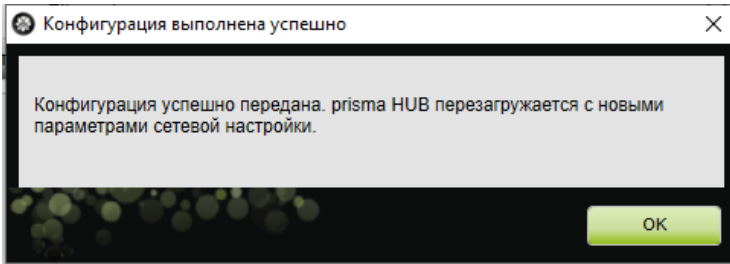 Конфигурация выполнена успешно
Конфигурация успешно передана. prisma HUB перезагружается с новыми
параметрами сетевой настройки.
OK